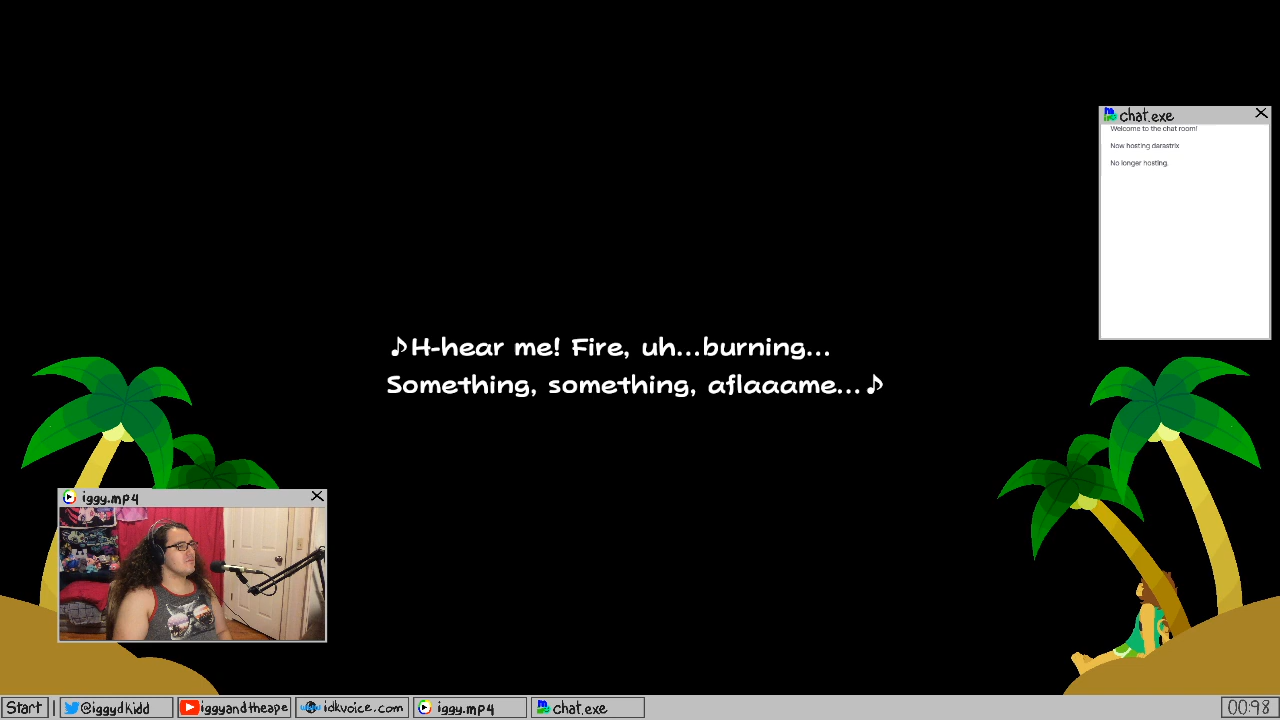 chat.exe
Welcome to the chat room!
Now hosting darastrix
No longer hosting.
♪H-hear me! Fire, uh...burning...
Something, something, aflaaame...♪
iggy.mp4
Start | @iggydkidd iggyandtheape www idkvoice.com iggy.mp4 chat.exe 00:98